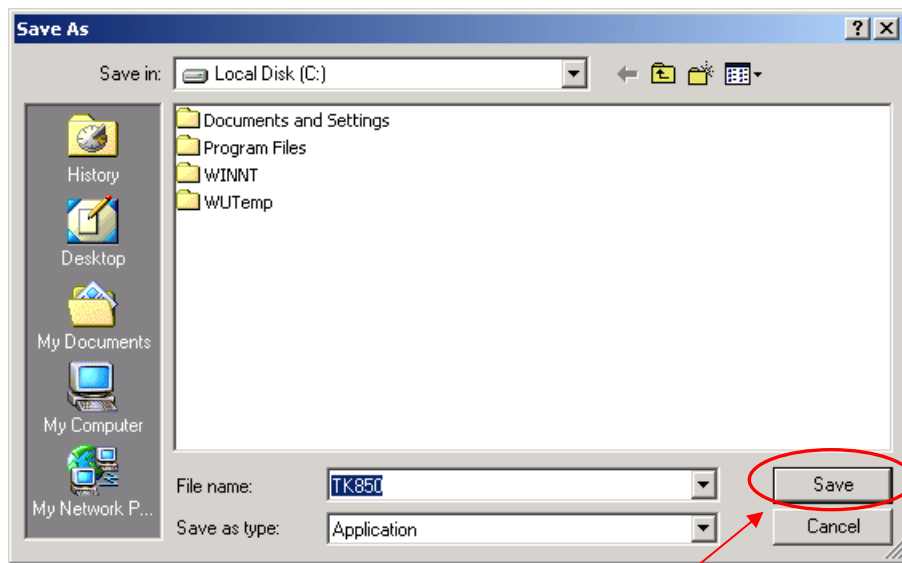 Save As
Save in: Local Disk (C:)
History
Desktop
My Documents
My Computer
My Network P...
Documents and Settings
Program Files
WINNT
WUTemp
File name: TK850
Save
Save as type: Application
Cancel